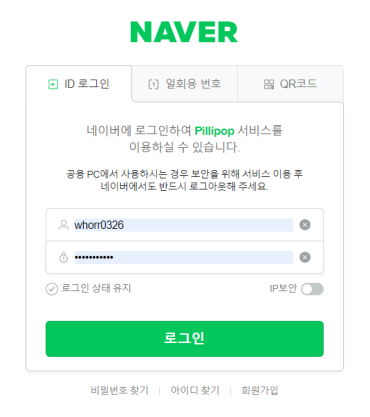 NAVER
ID 로그인
일회용 번호
QR코드
네이버에 로그인하여 Pillipop 서비스를
이용하실 수 있습니다.
공용 PC에서 사용하시는 경우 보안을 위해 서비스 이용 후
네이버에서도 반드시 로그아웃해 주세요.
whorr0326
•••••••••••
로그인 상태 유지
IP보안
로그인
비밀번호 찾기
아이디 찾기
회원가입